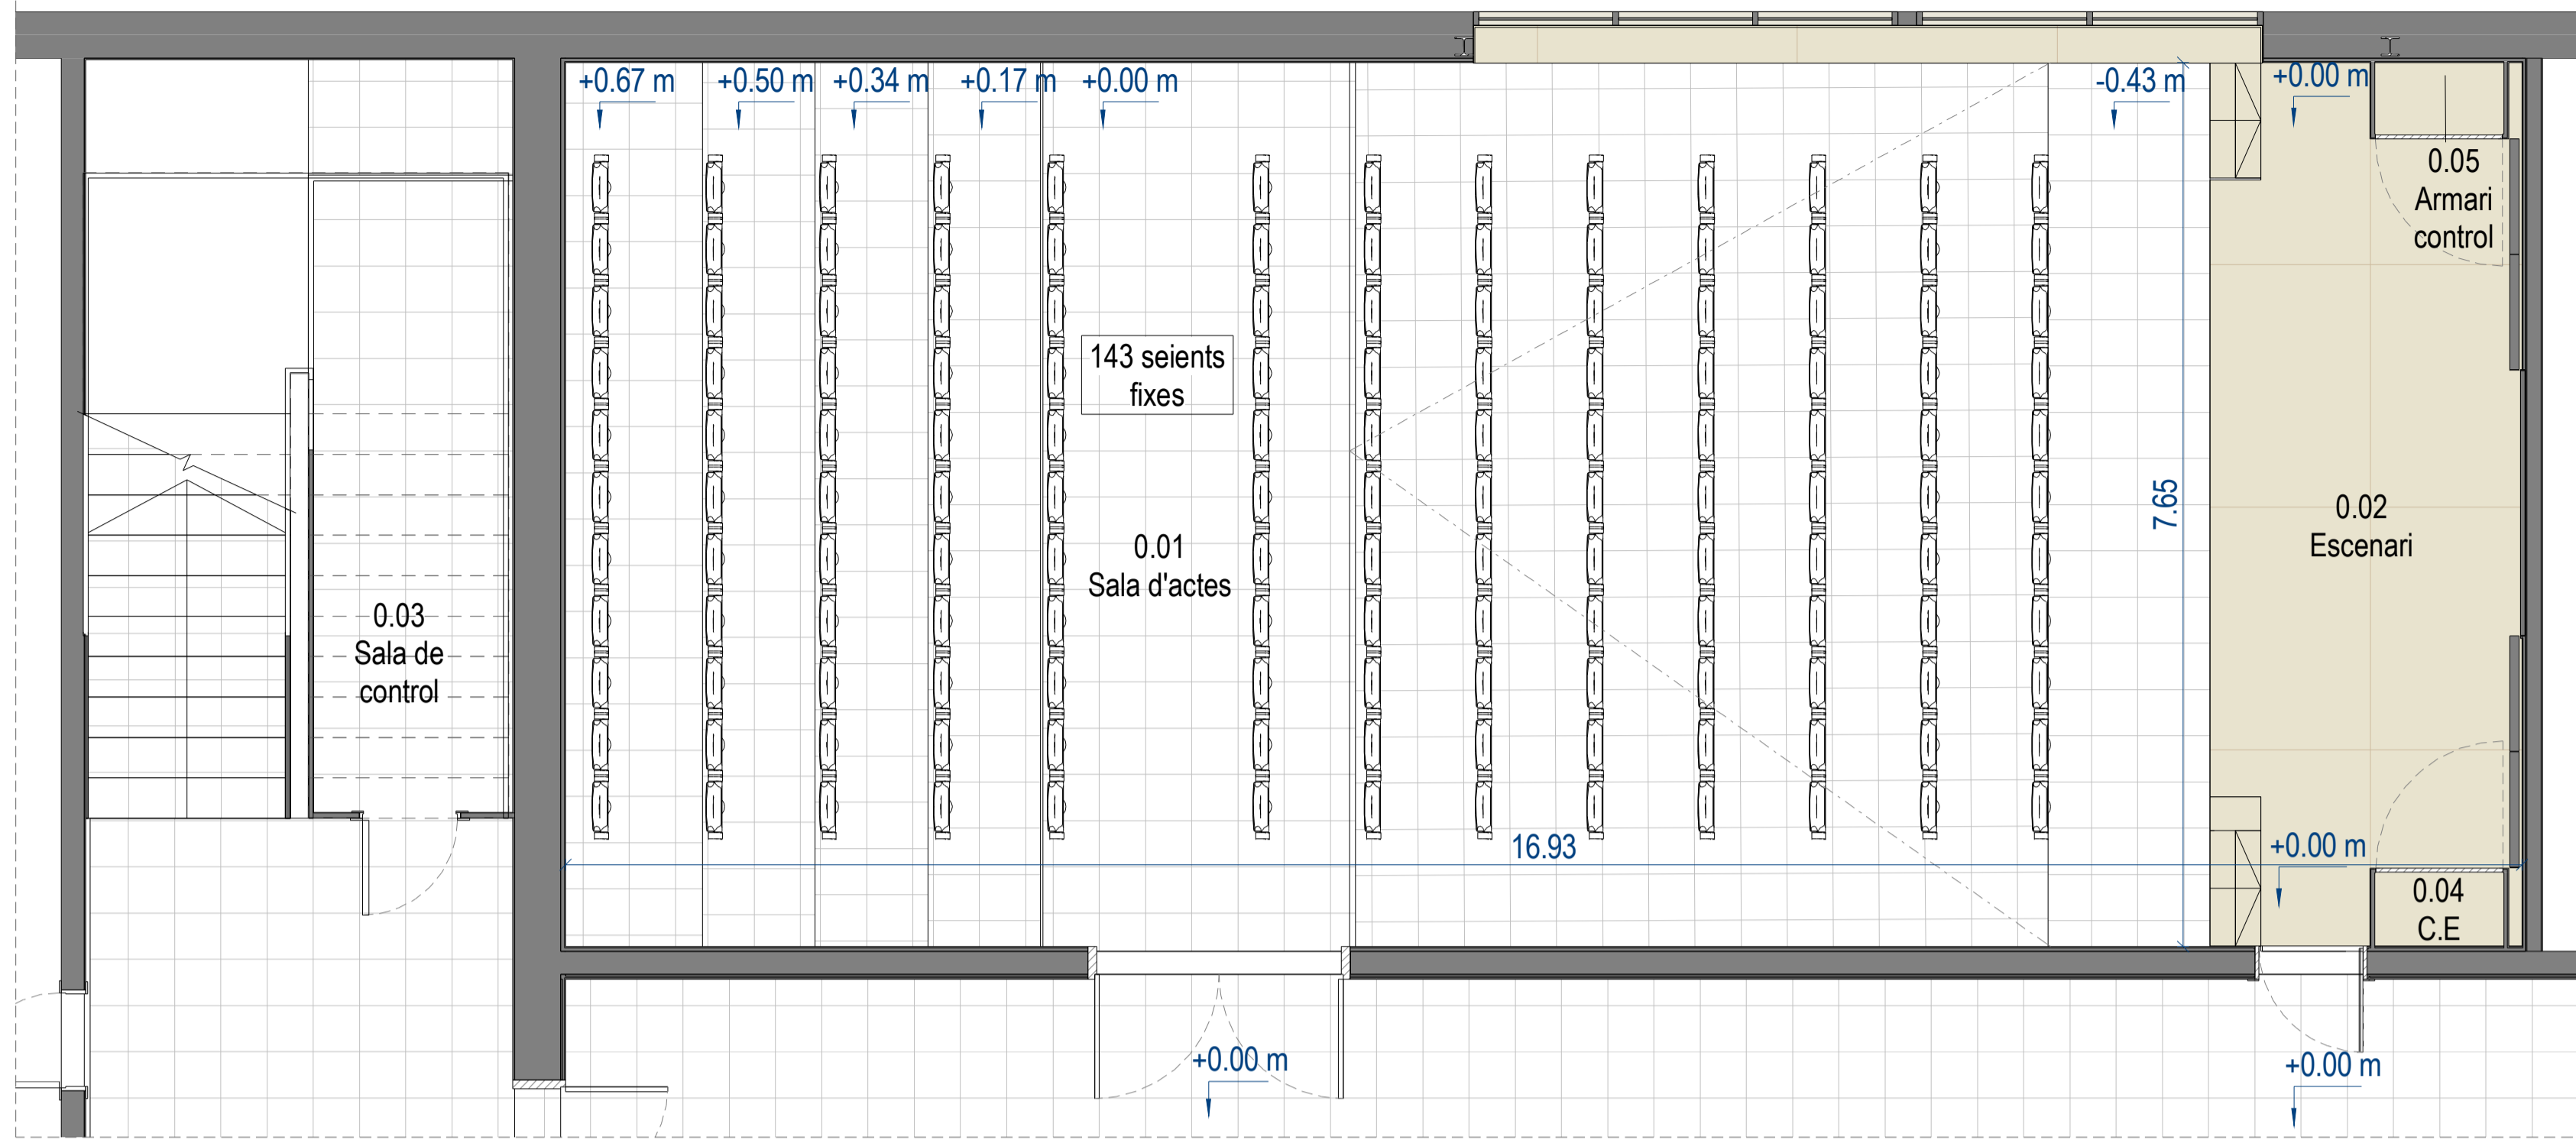 +0.67 m
+0.50 m
+0.34 m
+0.17 m
+0.00 m
-0.43 m
+0.00 m
0.05
Armari
control
143 seients
fixes
7.65
0.02
Escenari
0.01
Sala d'actes
0.03
Sala de
control
16.93
+0.00 m
0.04
C.E
+0.00 m
+0.00 m